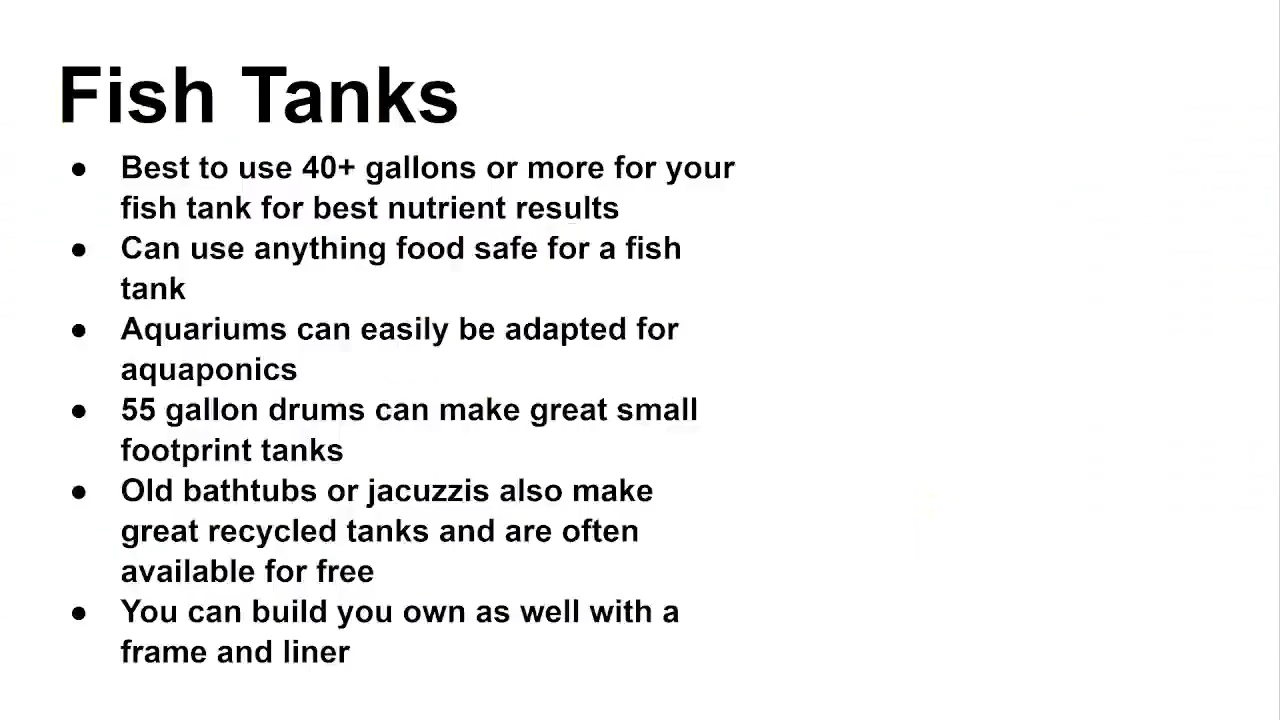 Fish Tanks
● Best to use 40+ gallons or more for your
fish tank for best nutrient results
● Can use anything food safe for a fish
tank
● Aquariums can easily be adapted for
aquaponics
● 55 gallon drums can make great small
footprint tanks
● Old bathtubs or jacuzzis also make
great recycled tanks and are often
available for free
● You can build you own as well with a
frame and liner